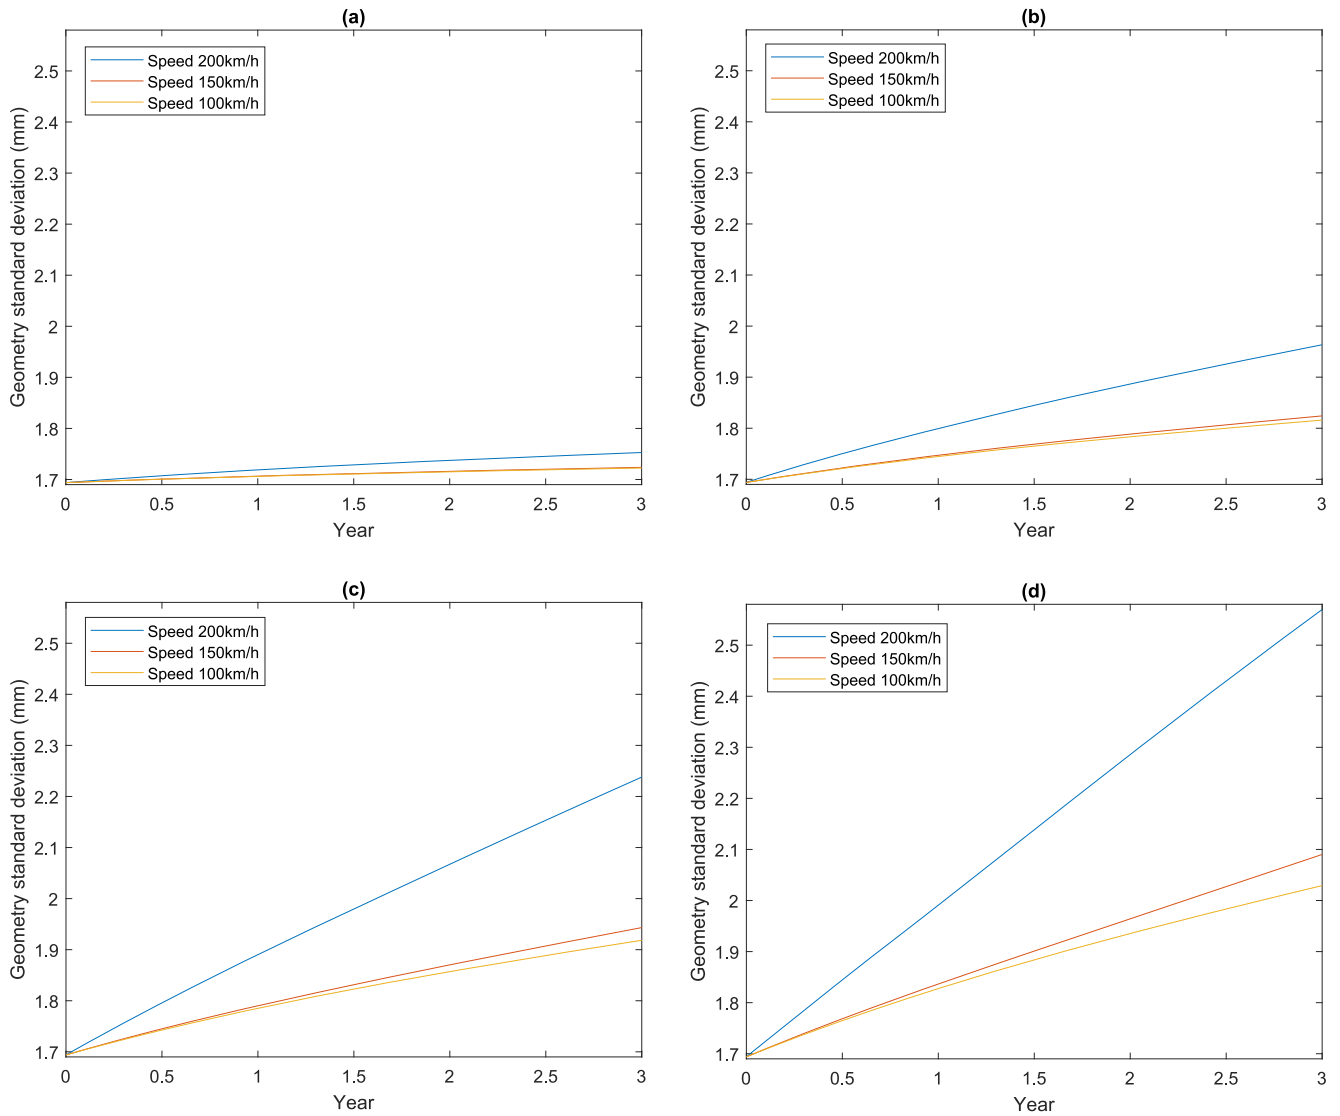 (a)
Geometry standard deviation (mm)
2.5
2.4
2.3
2.2
2.1
2
1.9
1.8
1.7
Speed 200km/h
Speed 150km/h
Speed 100km/h
0 0.5 1 1.5 2 2.5 3
Year
(b)
Geometry standard deviation (mm)
2.5
2.4
2.3
2.2
2.1
2
1.9
1.8
1.7
Speed 200km/h
Speed 150km/h
Speed 100km/h
0 0.5 1 1.5 2 2.5 3
Year
(c)
Geometry standard deviation (mm)
2.5
2.4
2.3
2.2
2.1
2
1.9
1.8
1.7
Speed 200km/h
Speed 150km/h
Speed 100km/h
0 0.5 1 1.5 2 2.5 3
Year
(d)
Geometry standard deviation (mm)
2.5
2.4
2.3
2.2
2.1
2
1.9
1.8
1.7
Speed 200km/h
Speed 150km/h
Speed 100km/h
0 0.5 1 1.5 2 2.5 3
Year